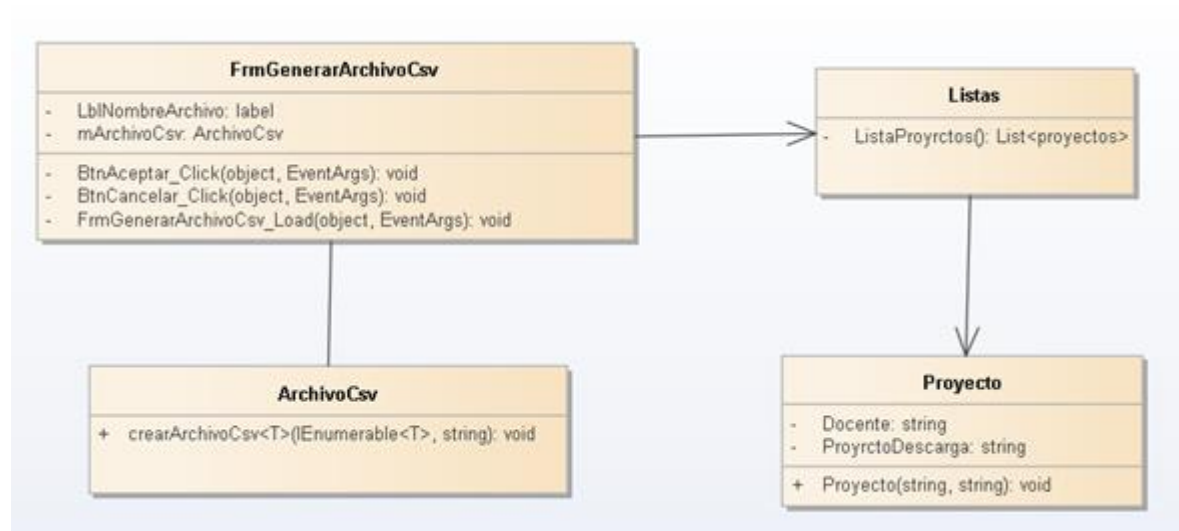 FrmGenerarArchivoCsv
- LblNombreArchivo: label
- mArchivoCsv: ArchivoCsv
- BtnAceptar_Click(object, EventArgs): void
- BtnCancelar_Click(object, EventArgs): void
- FrmGenerarArchivoCsv_Load(object, EventArgs): void
Listas
- ListaProyrctos(): List<proyectos>
ArchivoCsv
+ crearArchivoCsv<T>(IEnumerable<T>, string): void
Proyecto
- Docente: string
- ProyrctoDescarga: string
+ Proyecto(string, string): void